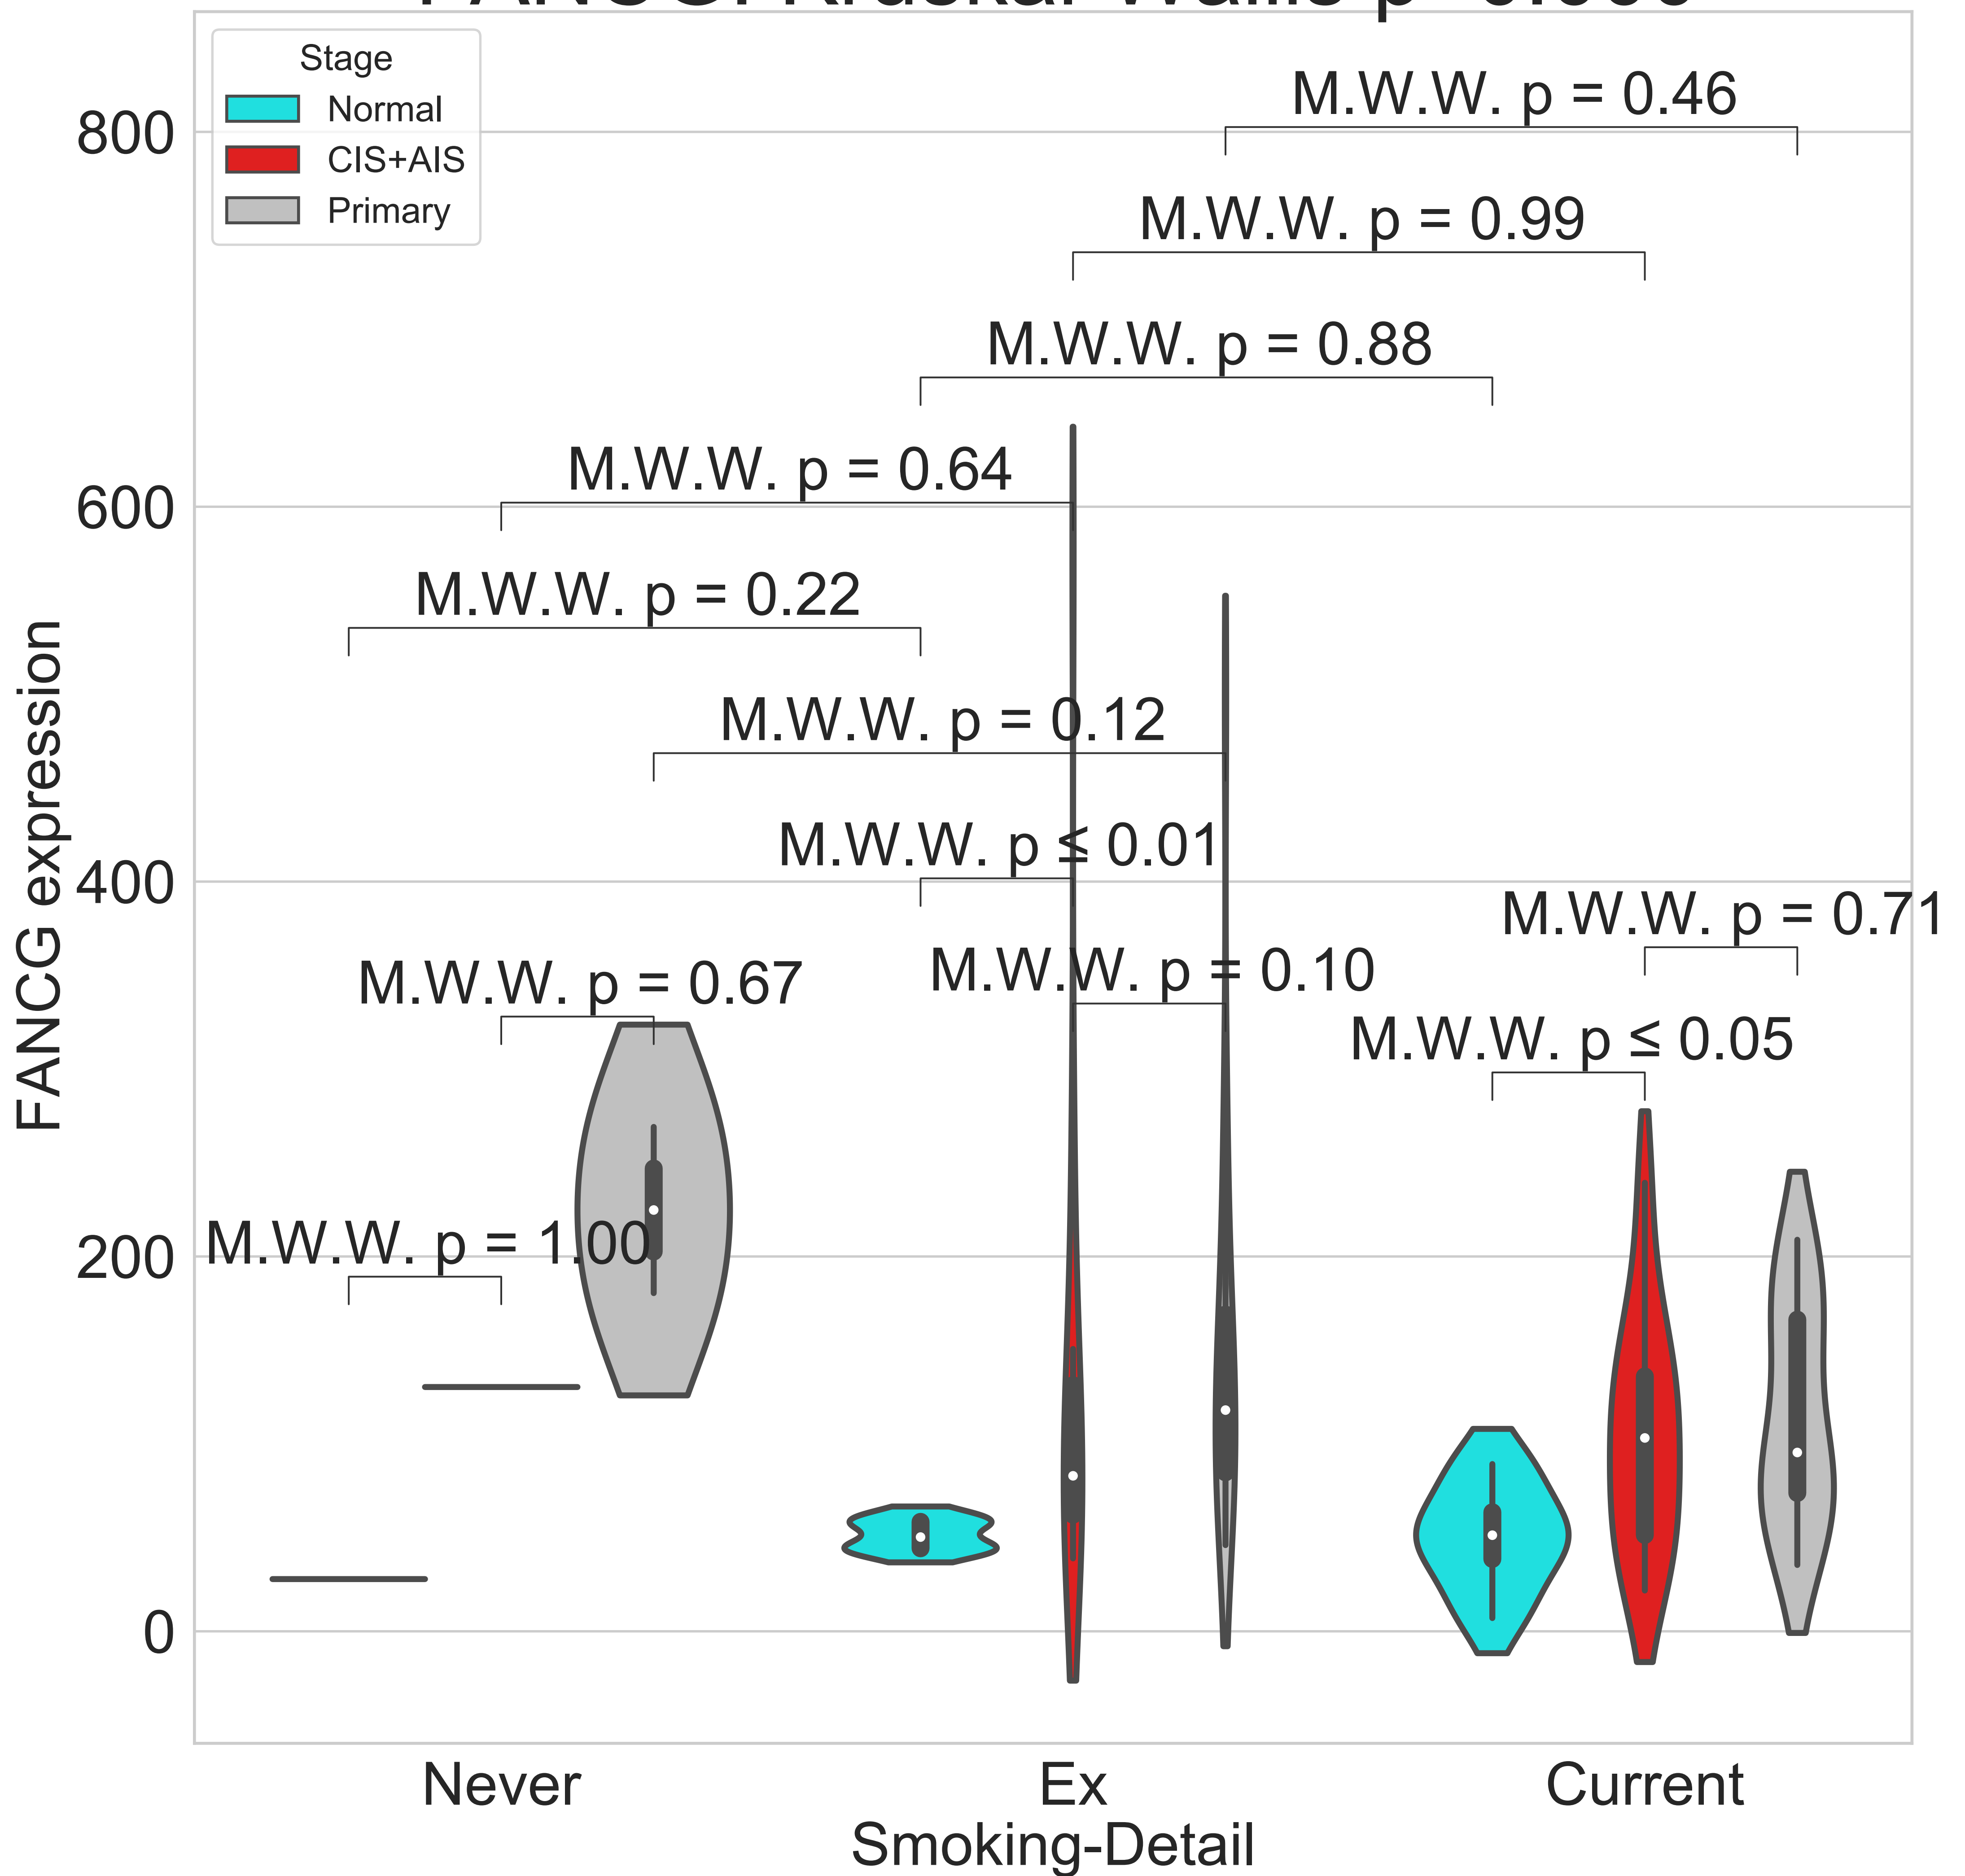 Stage
Normal
CIS+AIS
Primary
M.W.W. p = 0.46
M.W.W. p = 0.99
M.W.W. p = 0.88
M.W.W. p = 0.64
M.W.W. p = 0.22
M.W.W. p = 0.12
M.W.W. p ≤ 0.01
M.W.W. p = 0.71
M.W.W. p = 0.10
M.W.W. p = 0.67
M.W.W. p ≤ 0.05
M.W.W. p = 1.00
800
600
400
200
0
FANCG expression
Never
Ex
Current
Smoking-Detail